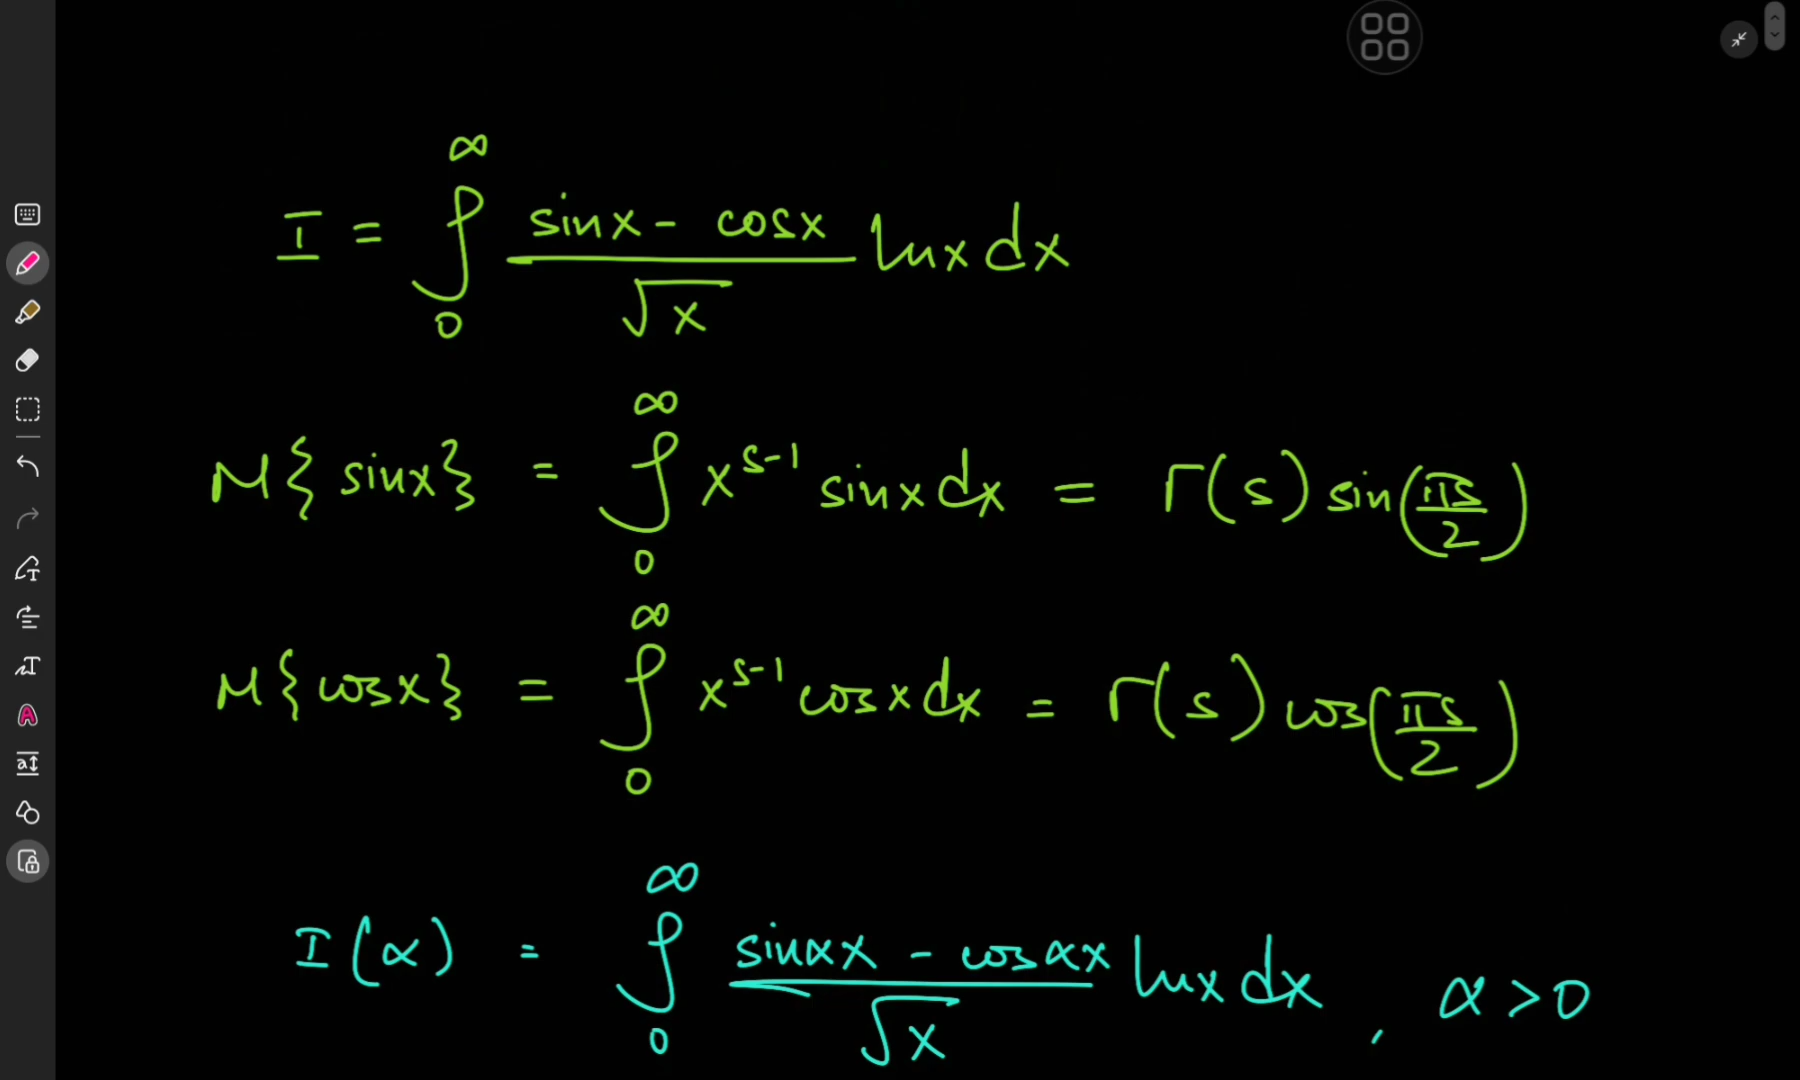 I = ∫₀^∞ (sinx - cosx)/√x lnx dx
M{sinx} = ∫₀^∞ x^(s-1) sinx dx = Γ(s) sin(πs/2)
M{cosx} = ∫₀^∞ x^(s-1) cosx dx = Γ(s) cos(πs/2)
I(α) = ∫₀^∞ (sinαx - cosαx)/√x lnx dx , α>0